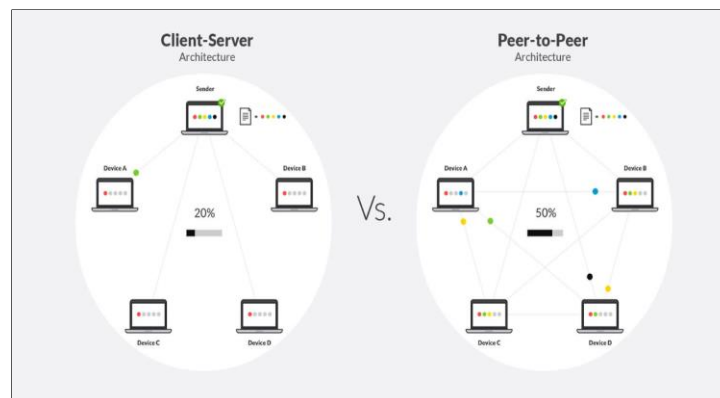 Client-Server
Architecture
Sender
Device A
Device B
20%
Device C
Device D
Vs.
Peer-to-Peer
Architecture
Sender
Device A
Device B
50%
Device C
Device D